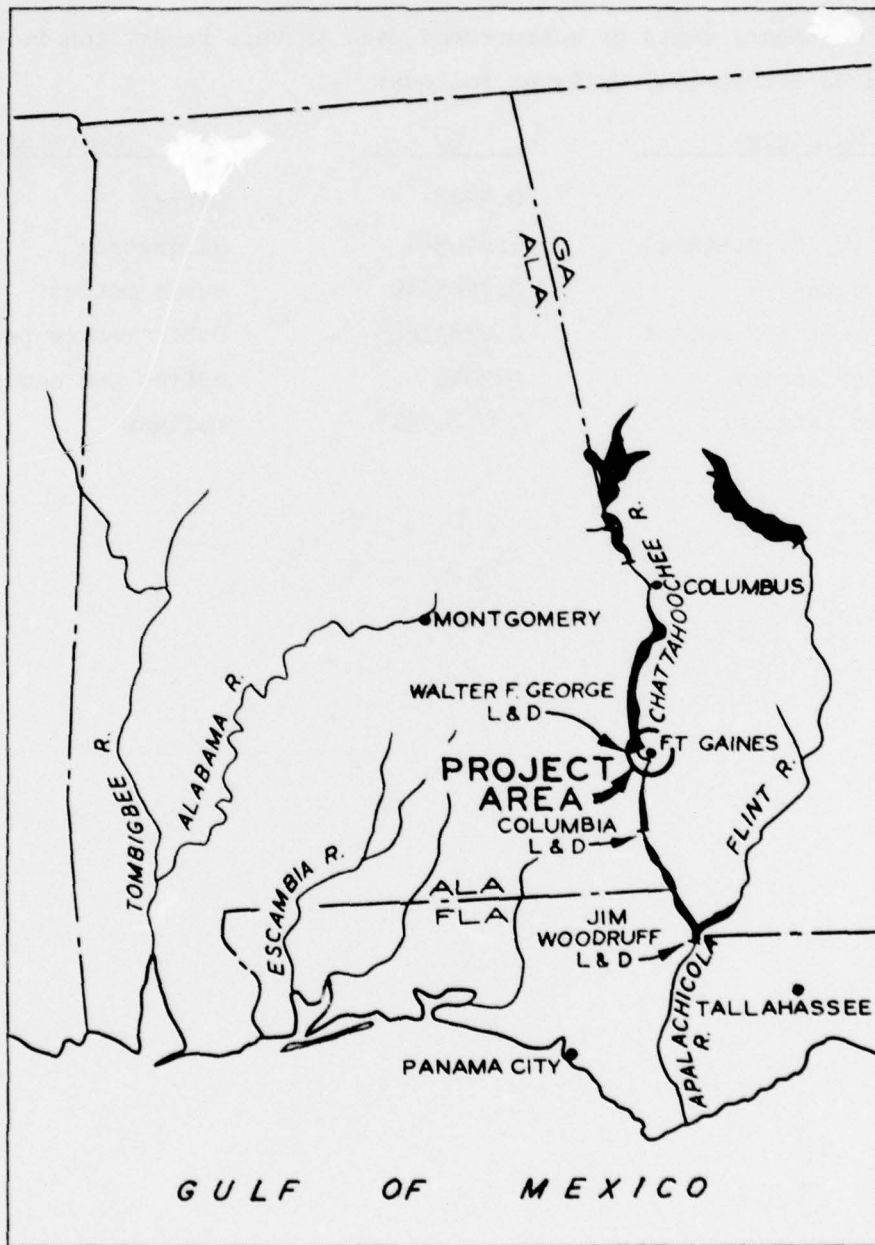 GA.
ALA.
CHATTAHOOCHEE R.
COLUMBUS
MONTGOMERY
WALTER F. GEORGE
L & D
FT GAINES
PROJECT
AREA
COLUMBIA
L & D
FLINT R.
TOMBIGBEE R.
ALABAMA R.
ESCAMBIA R.
ALA
FLA
JIM
WOODRUFF
L & D
APALACHICOLA
R.
TALLAHASSEE
PANAMA CITY
GULF OF MEXICO